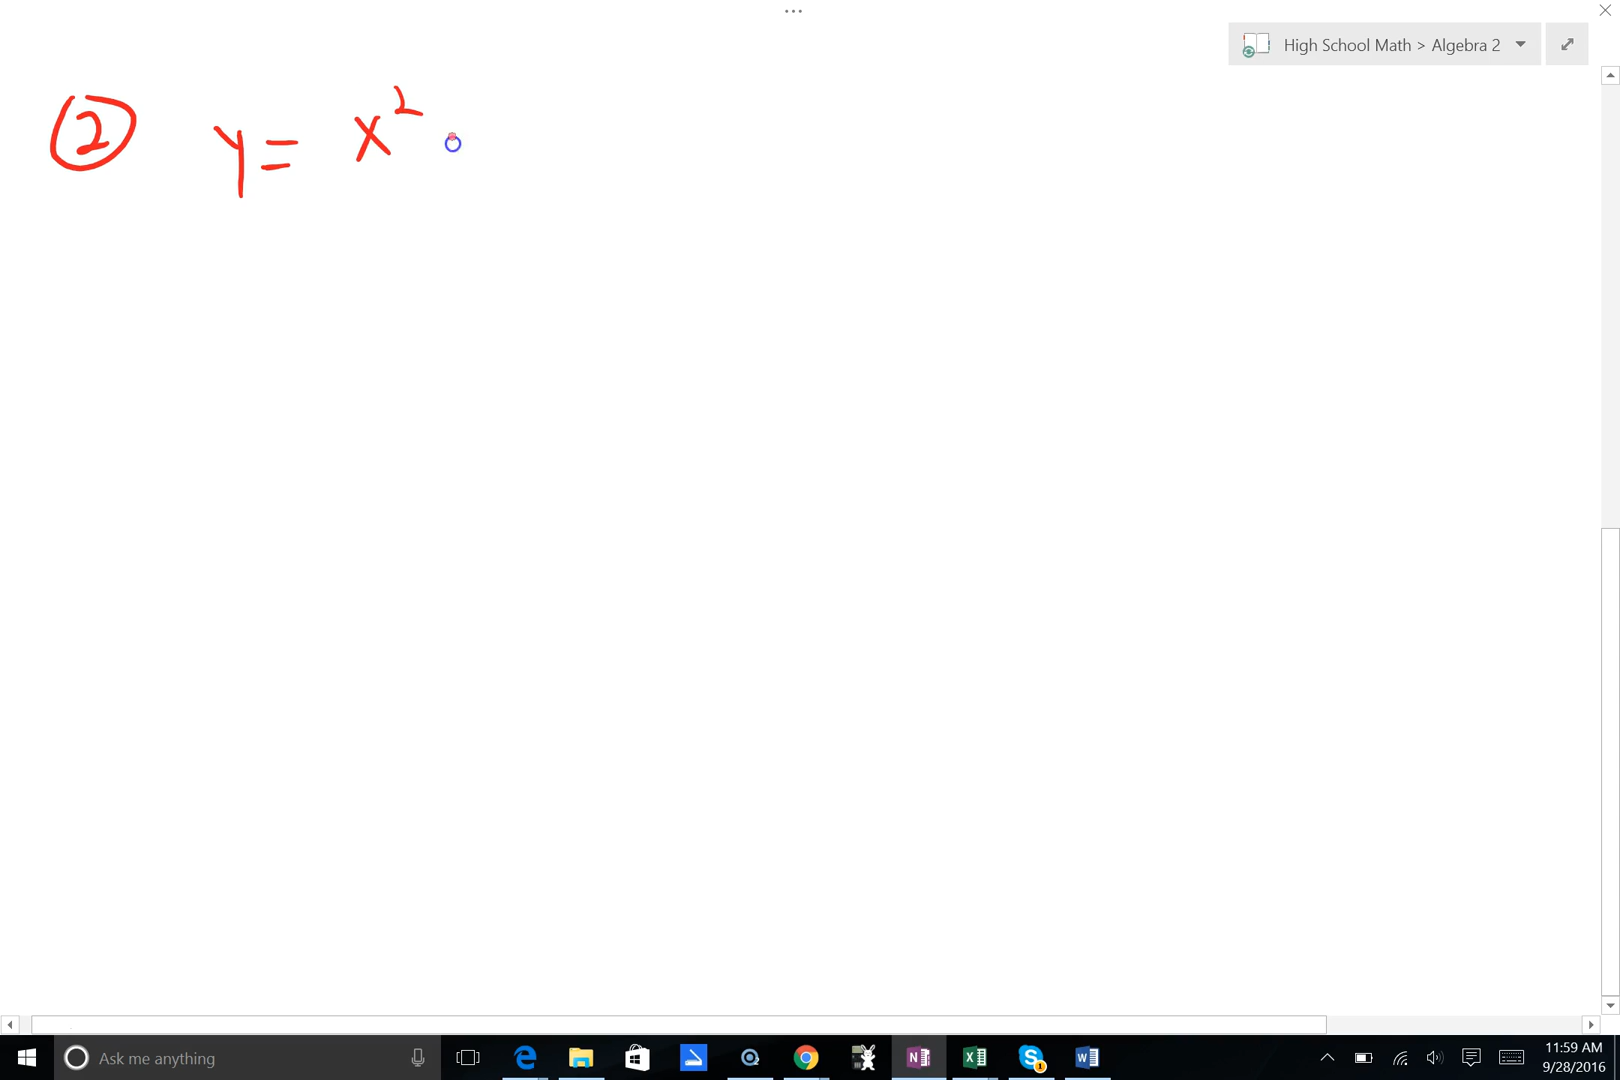 ...
High School Math > Algebra 2
② y = x²
Ask me anything
11:59 AM
9/28/2016